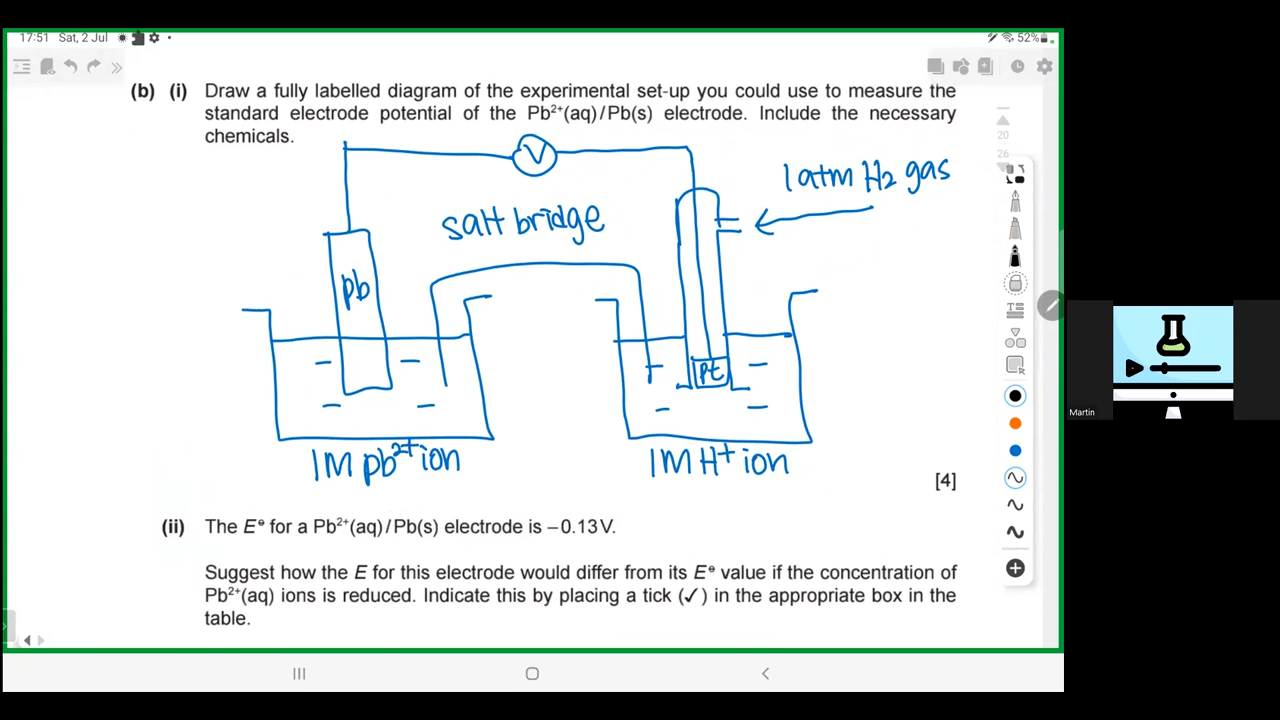 17:51 Sat, 2 Jul
52%
(b) (i) Draw a fully labelled diagram of the experimental set-up you could use to measure the
standard electrode potential of the Pb²⁺(aq)/Pb(s) electrode. Include the necessary
chemicals.
V
1 atm H₂ gas
salt bridge
pb
pt
1M pb²⁺ ion
1M H⁺ ion
[4]
(ii) The E⦵ for a Pb²⁺(aq)/Pb(s) electrode is –0.13V.
Suggest how the E for this electrode would differ from its E⦵ value if the concentration of
Pb²⁺(aq) ions is reduced. Indicate this by placing a tick (✓) in the appropriate box in the
table.
20
26
Martin